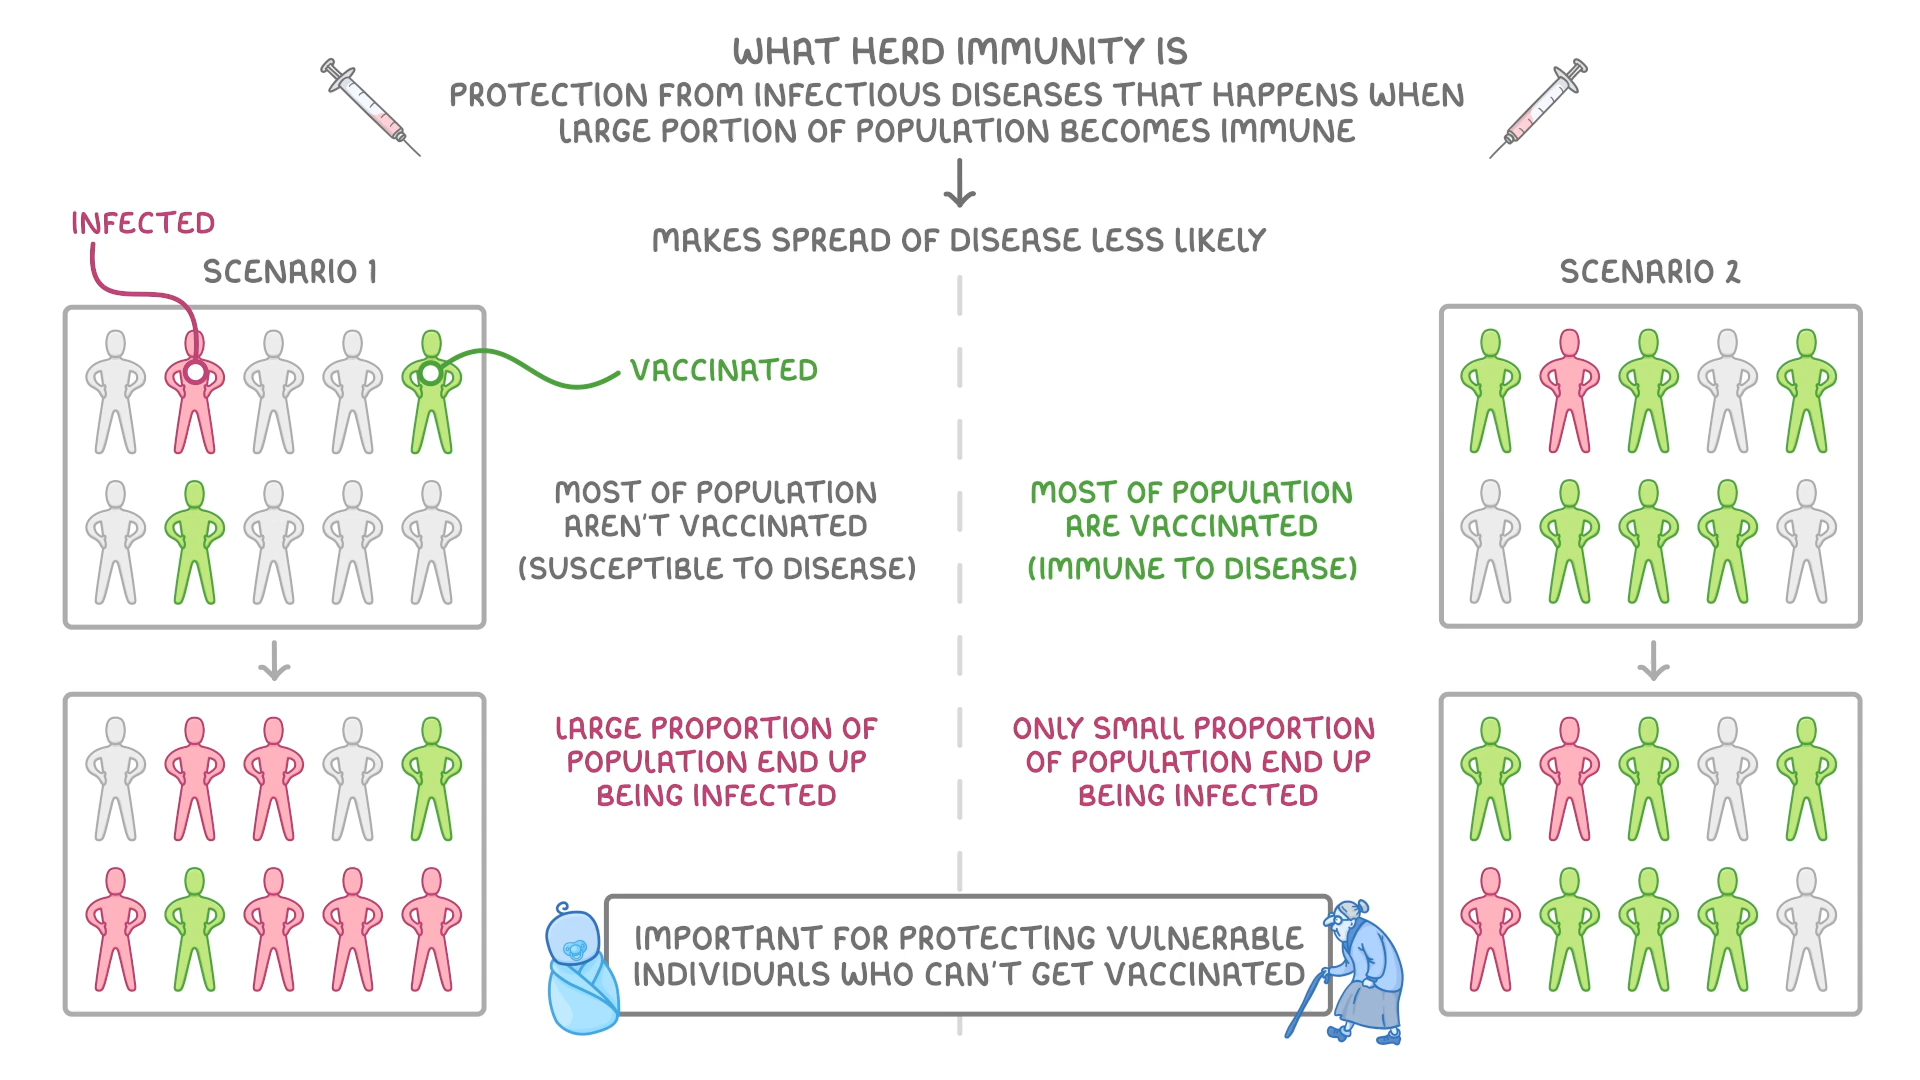 WHAT HERD IMMUNITY IS
PROTECTION FROM INFECTIOUS DISEASES THAT HAPPENS WHEN
LARGE PORTION OF POPULATION BECOMES IMMUNE
MAKES SPREAD OF DISEASE LESS LIKELY
INFECTED
SCENARIO 1
VACCINATED
MOST OF POPULATION
AREN'T VACCINATED
(SUSCEPTIBLE TO DISEASE)
LARGE PROPORTION OF
POPULATION END UP
BEING INFECTED
SCENARIO 2
MOST OF POPULATION
ARE VACCINATED
(IMMUNE TO DISEASE)
ONLY SMALL PROPORTION
OF POPULATION END UP
BEING INFECTED
IMPORTANT FOR PROTECTING VULNERABLE
INDIVIDUALS WHO CAN'T GET VACCINATED